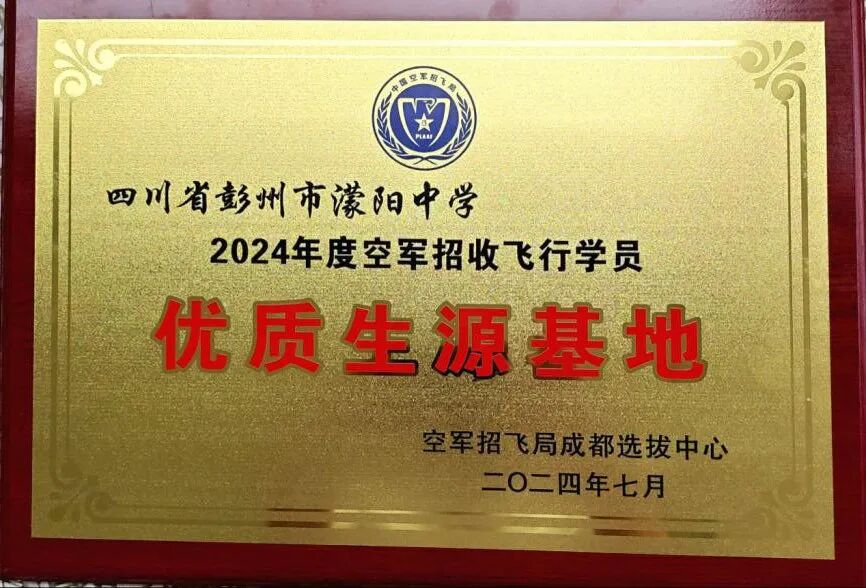 中国空军招飞局
PLAAF
四川省彭州市濛阳中学
2024年度空军招收飞行学员
优质生源基地
空军招飞局成都选拔中心
二〇二四年七月